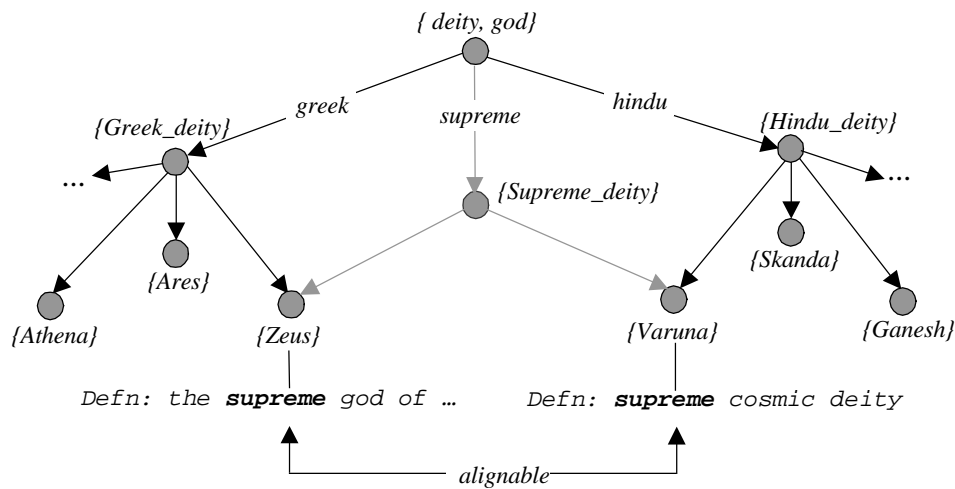 { deity, god}
greek
supreme
hindu
{Greek_deity}
{Hindu_deity}
...
...
{Supreme_deity}
{Ares}
{Skanda}
{Athena}
{Zeus}
{Varuna}
{Ganesh}
Defn: the supreme god of …
Defn: supreme cosmic deity
alignable